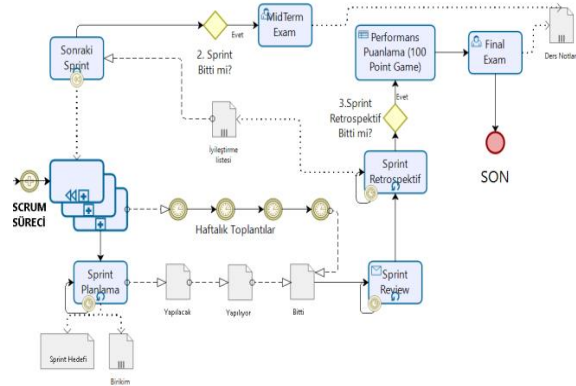 MidTerm
Exam
Evet
Sonraki
Sprint
2. Sprint
Bitti mi?
Performans
Puanlama (100
Point Game)
Final
Exam
Ders Notları
Evet
3.Sprint
Retrospektif
Bitti mi?
İyileştirme
listesi
Sprint
Retrospektif
SON
SCRUM
SÜRECİ
Haftalık Toplantılar
Sprint
Planlama
Yapılacak
Yapılıyor
Bitti
Sprint
Review
Sprint Hedefi
Birikim